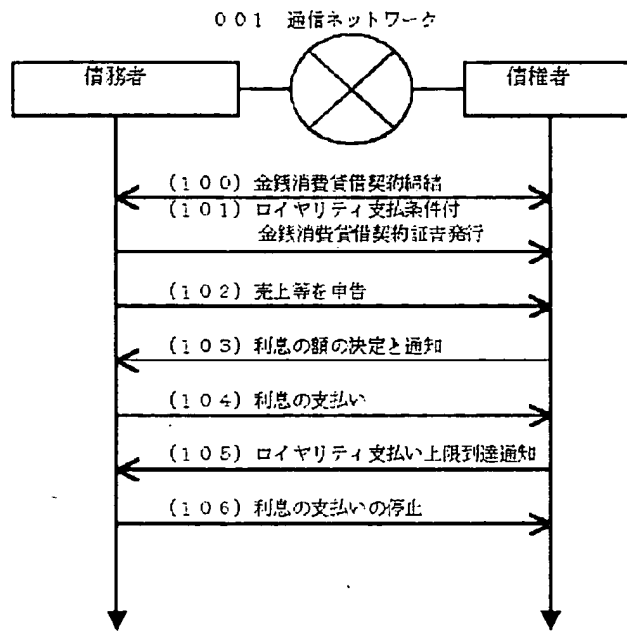 001 通信ネットワーク
債務者
債権者
(100) 金銭消費貸借契約締結
(101) ロイヤリティ支払条件付
金銭消費貸借契約証書発行
(102) 売上等を申告
(103) 利息の額の決定と通知
(104) 利息の支払い
(105) ロイヤリティ支払い上限到達通知
(106) 利息の支払いの停止